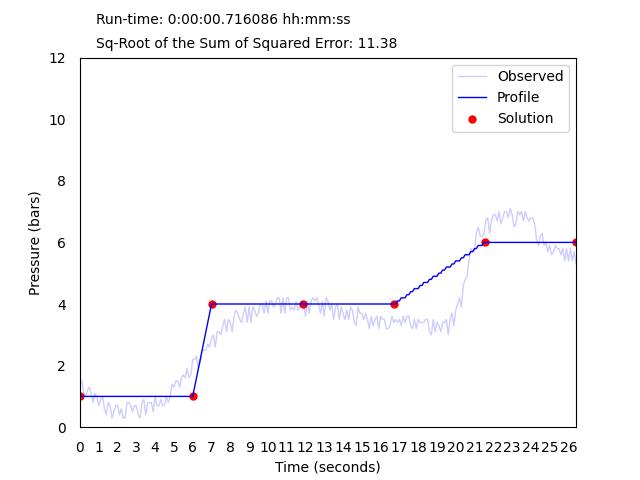 Run-time: 0:00:00.716086 hh:mm:ss
Sq-Root of the Sum of Squared Error: 11.38
12
10
8
6
4
2
0
Pressure (bars)
Observed
Profile
Solution
0 1 2 3 4 5 6 7 8 9 10 11 12 13 14 15 16 17 18 19 20 21 22 23 24 25 26
Time (seconds)